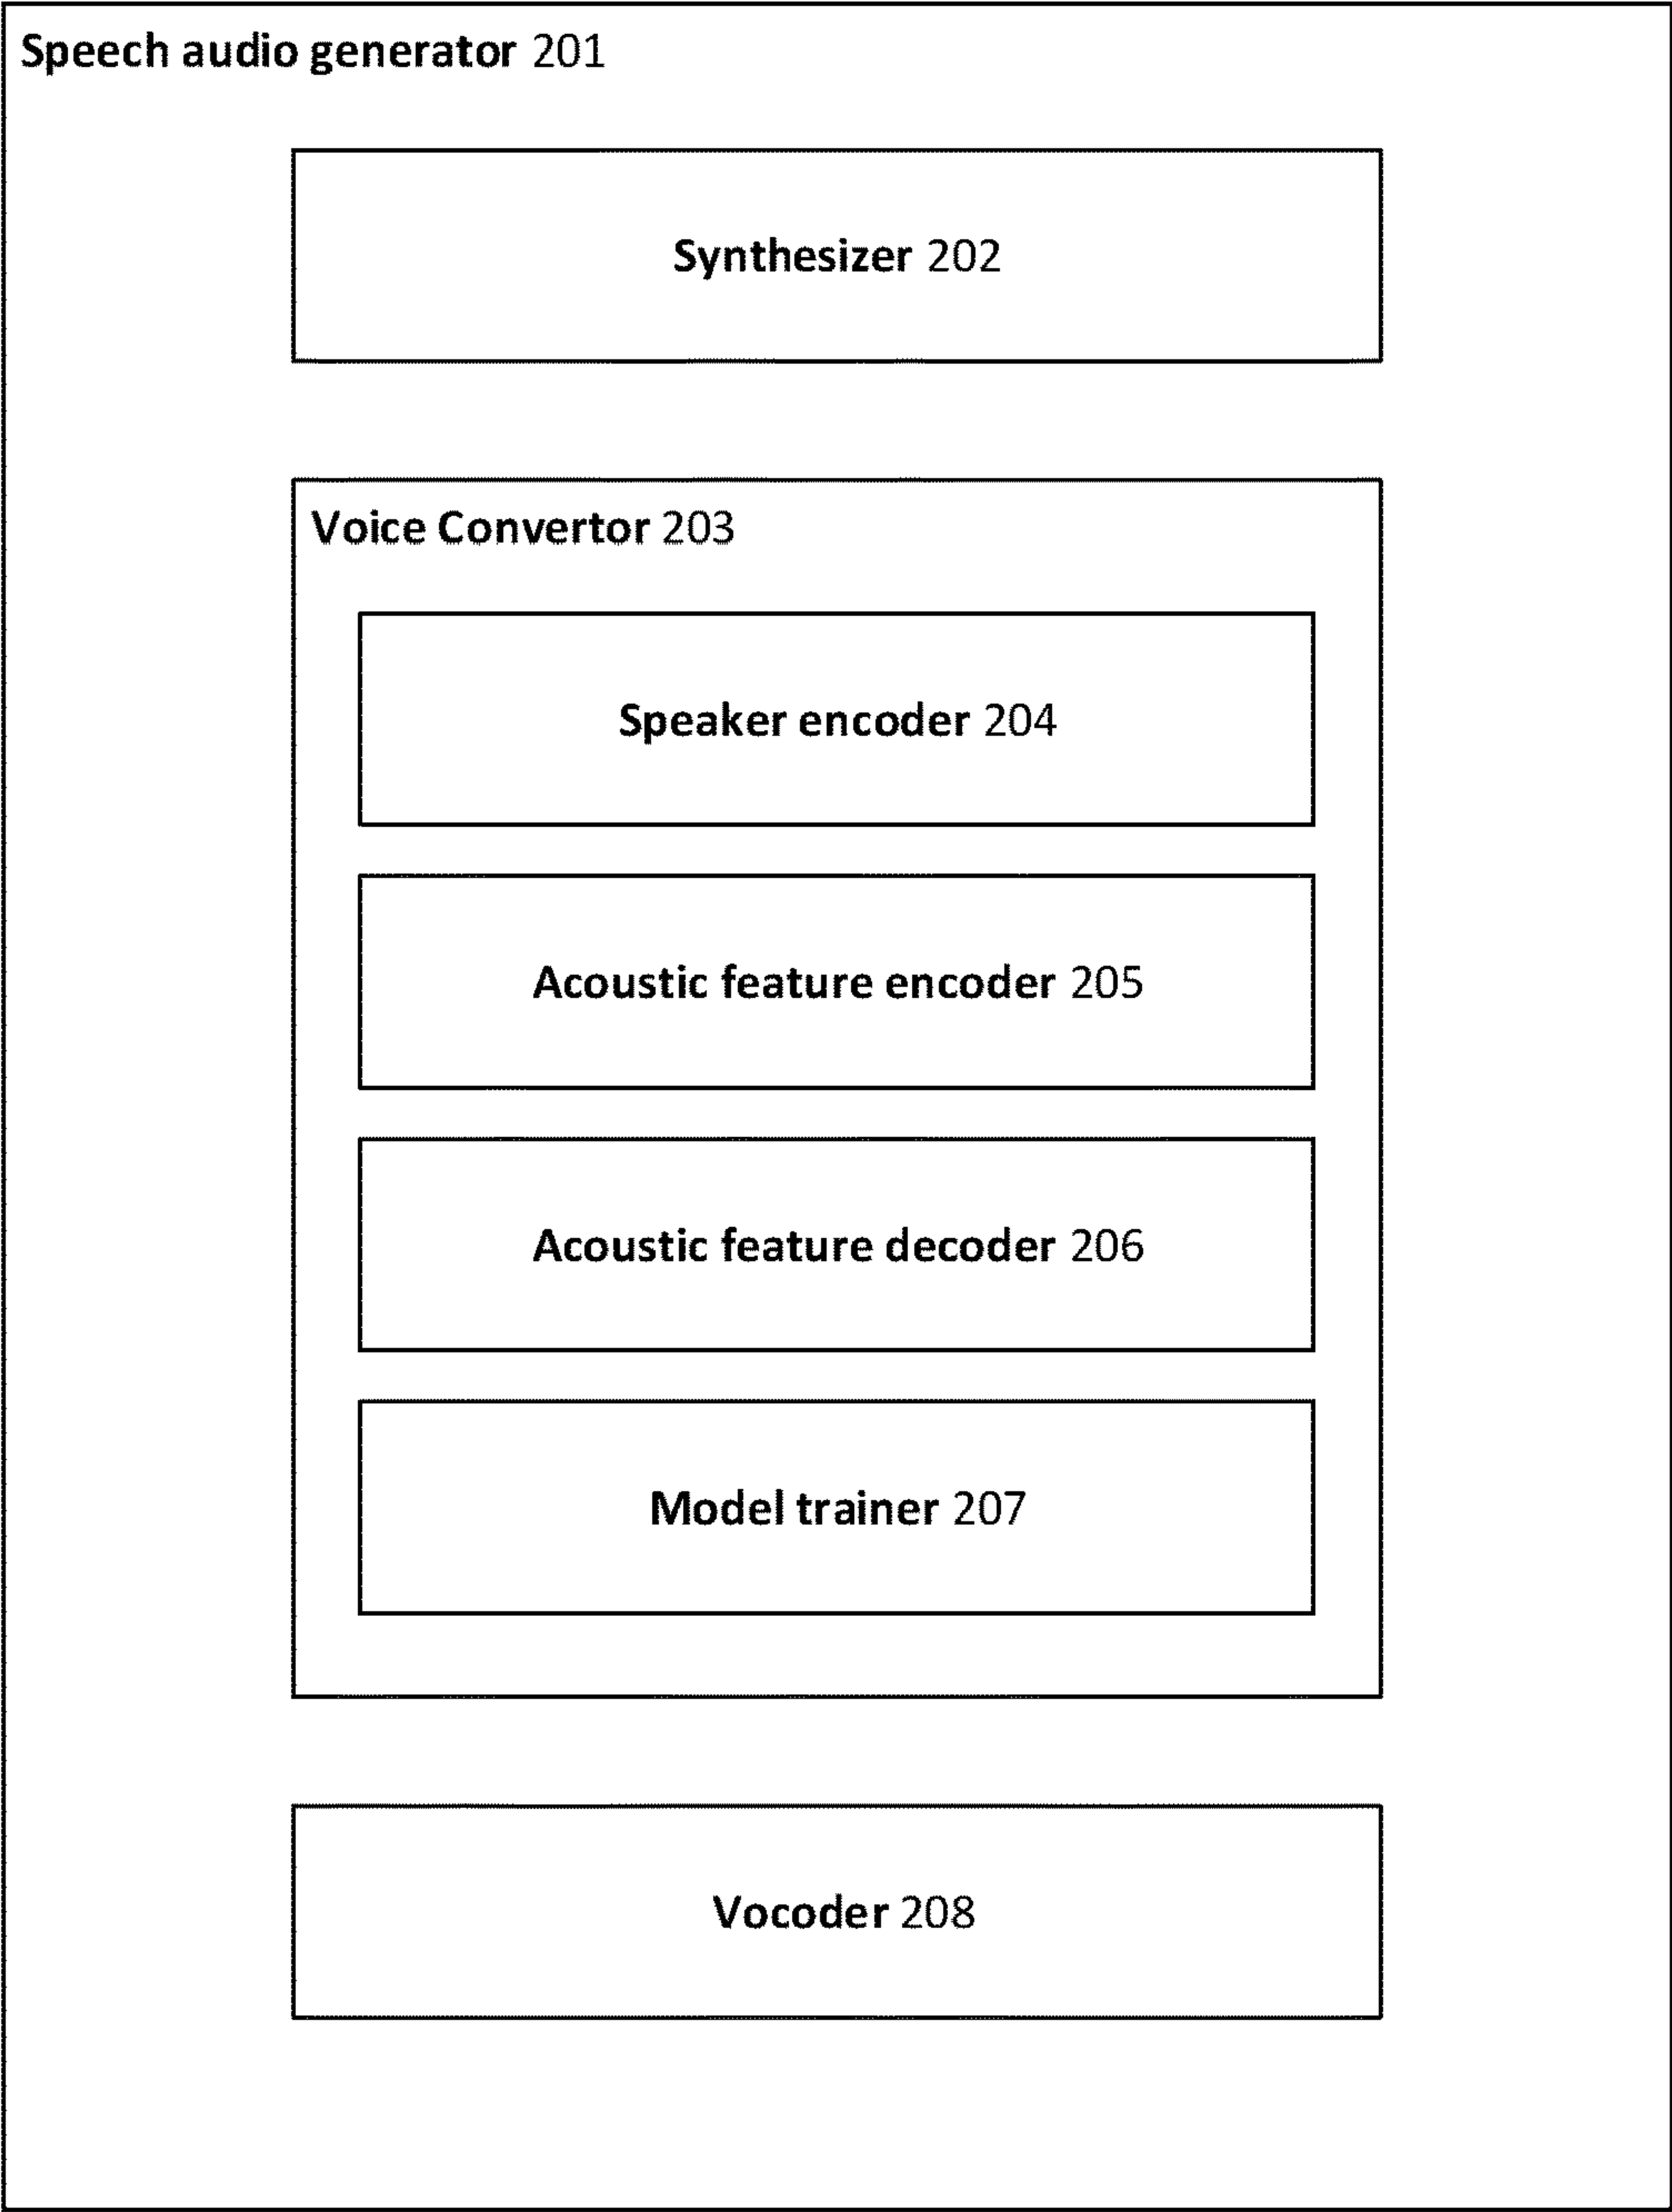 Speech audio generator 201
Synthesizer 202
Voice Convertor 203
Speaker encoder 204
Acoustic feature encoder 205
Acoustic feature decoder 206
Model trainer 207
Vocoder 208